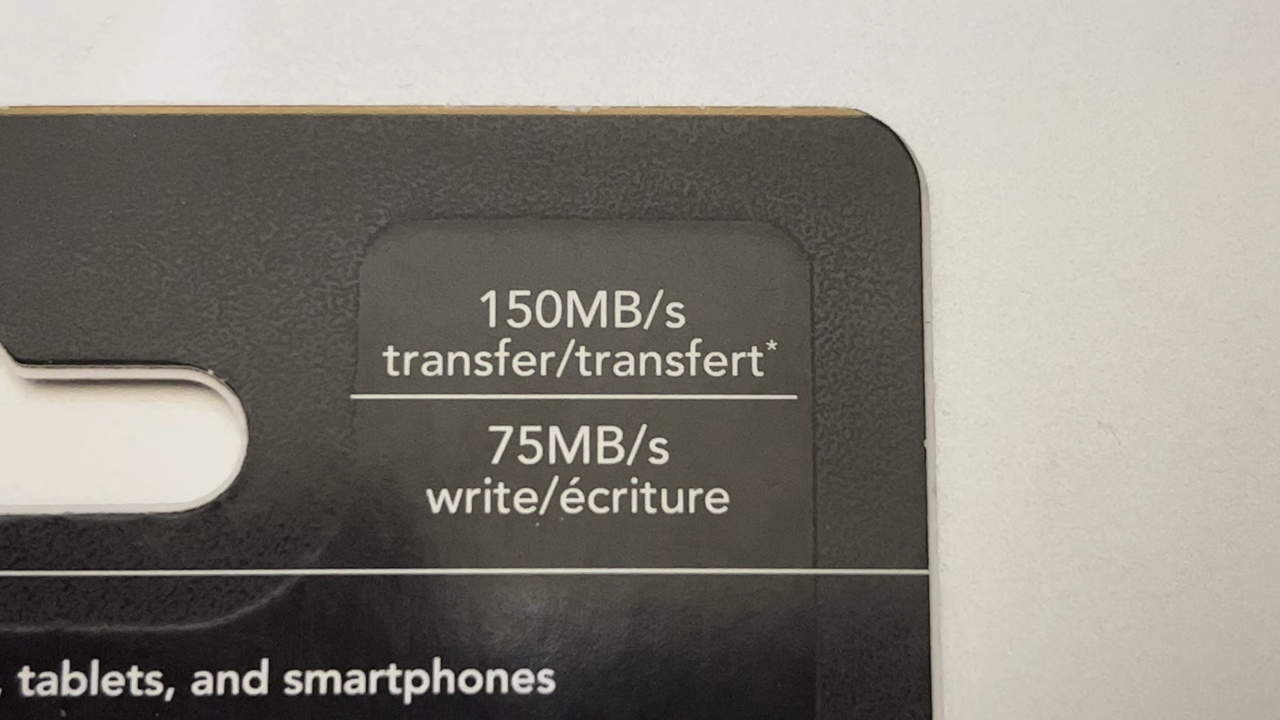 150MB/s
transfer/transfert*
75MB/s
write/écriture
tablets, and smartphones